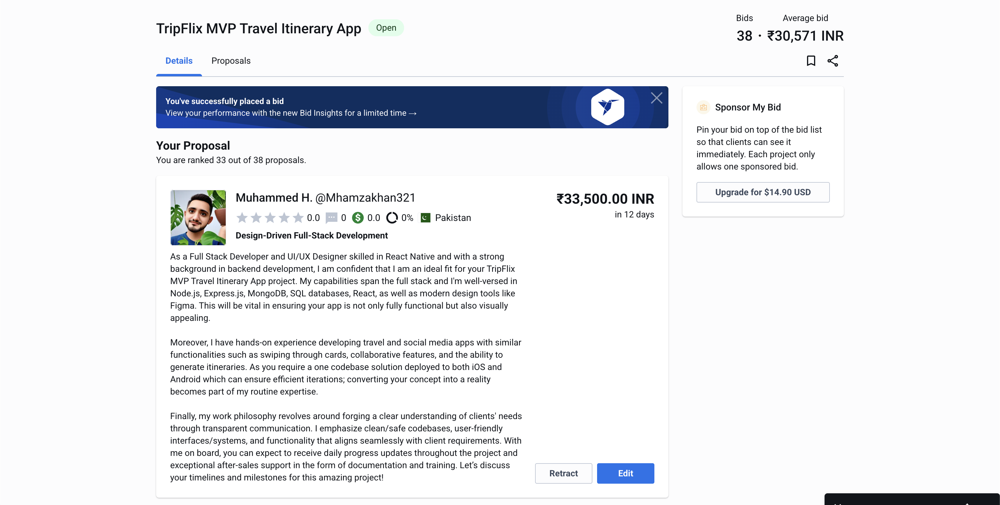 TripFlix MVP Travel Itinerary App
Open
Bids
Average bid
38 · ₹30,571 INR
Details
Proposals
You've successfully placed a bid
View your performance with the new Bid Insights for a limited time →
Your Proposal
You are ranked 33 out of 38 proposals.
Muhammed H. @Mhamzakhan321
0.0
0
0.0
0%
Pakistan
Design-Driven Full-Stack Development
₹33,500.00 INR
in 12 days
As a Full Stack Developer and UI/UX Designer skilled in React Native and with a strong
background in backend development, I am confident that I am an ideal fit for your TripFlix
MVP Travel Itinerary App project. My capabilities span the full stack and I'm well-versed in
Node.js, Express.js, MongoDB, SQL databases, React, as well as modern design tools like
Figma. This will be vital in ensuring your app is not only fully functional but also visually
appealing.
Moreover, I have hands-on experience developing travel and social media apps with similar
functionalities such as swiping through cards, collaborative features, and the ability to
generate itineraries. As you require a one codebase solution deployed to both iOS and
Android which can ensure efficient iterations; converting your concept into a reality
becomes part of my routine expertise.
Finally, my work philosophy revolves around forging a clear understanding of clients' needs
through transparent communication. I emphasize clean/safe codebases, user-friendly
interfaces/systems, and functionality that aligns seamlessly with client requirements. With
me on board, you can expect to receive daily progress updates throughout the project and
exceptional after-sales support in the form of documentation and training. Let’s discuss
your timelines and milestones for this amazing project!
Retract
Edit
Sponsor My Bid
Pin your bid on top of the bid list
so that clients can see it
immediately. Each project only
allows one sponsored bid.
Upgrade for $14.90 USD